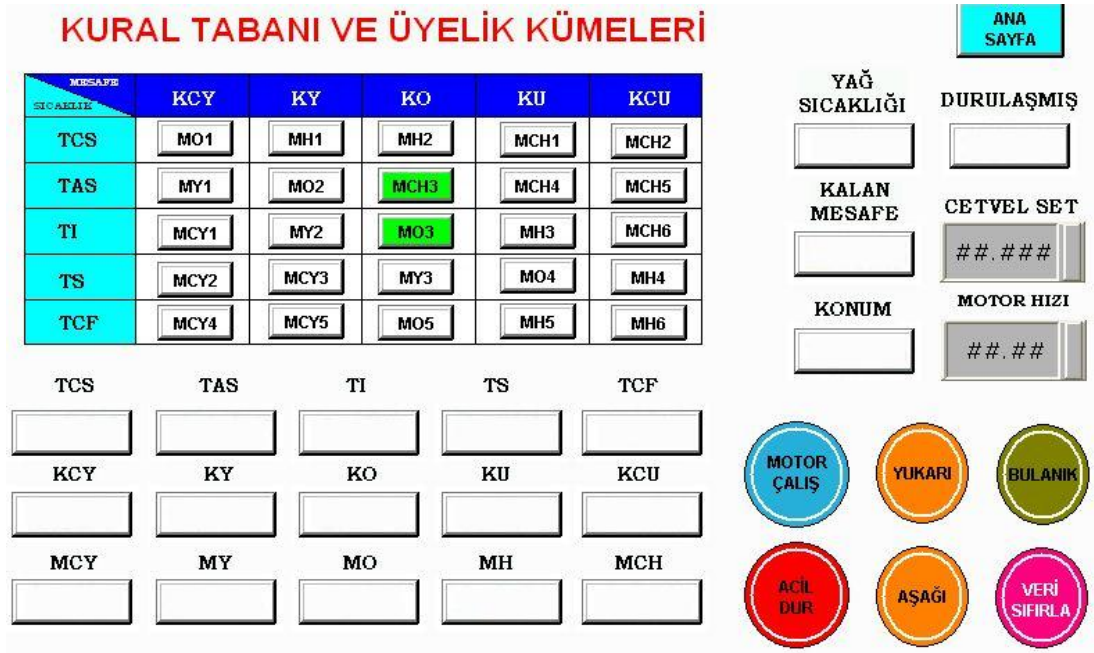 KURAL TABANI VE ÜYELİK KÜMELERİ
ANA
SAYFA
MESAFE
SICAKLIK
KCY KY KO KU KCU
TCS MO1 MH1 MH2 MCH1 MCH2
TAS MY1 MO2 MCH3 MCH4 MCH5
TI MCY1 MY2 MO3 MH3 MCH6
TS MCY2 MCY3 MY3 MO4 MH4
TCF MCY4 MCY5 MO5 MH5 MH6
YAĞ
SICAKLIĞI
DURULAŞMIŞ
KALAN
MESAFE
CETVEL SET
##.###
KONUM
MOTOR HIZI
##.##
TCS TAS TI TS TCF
KCY KY KO KU KCU
MCY MY MO MH MCH
MOTOR
ÇALIŞ
YUKARI
BULANIK
ACİL
DUR
AŞAĞI
VERİ
SIFIRLA